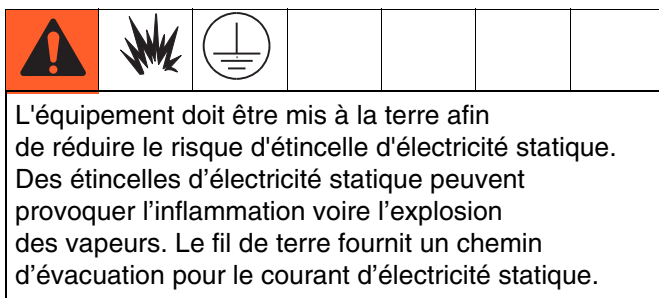 L'équipement doit être mis à la terre afin
de réduire le risque d'étincelle d'électricité statique.
Des étincelles d’électricité statique peuvent
provoquer l’inflammation voire l’explosion
des vapeurs. Le fil de terre fournit un chemin
d’évacuation pour le courant d’électricité statique.